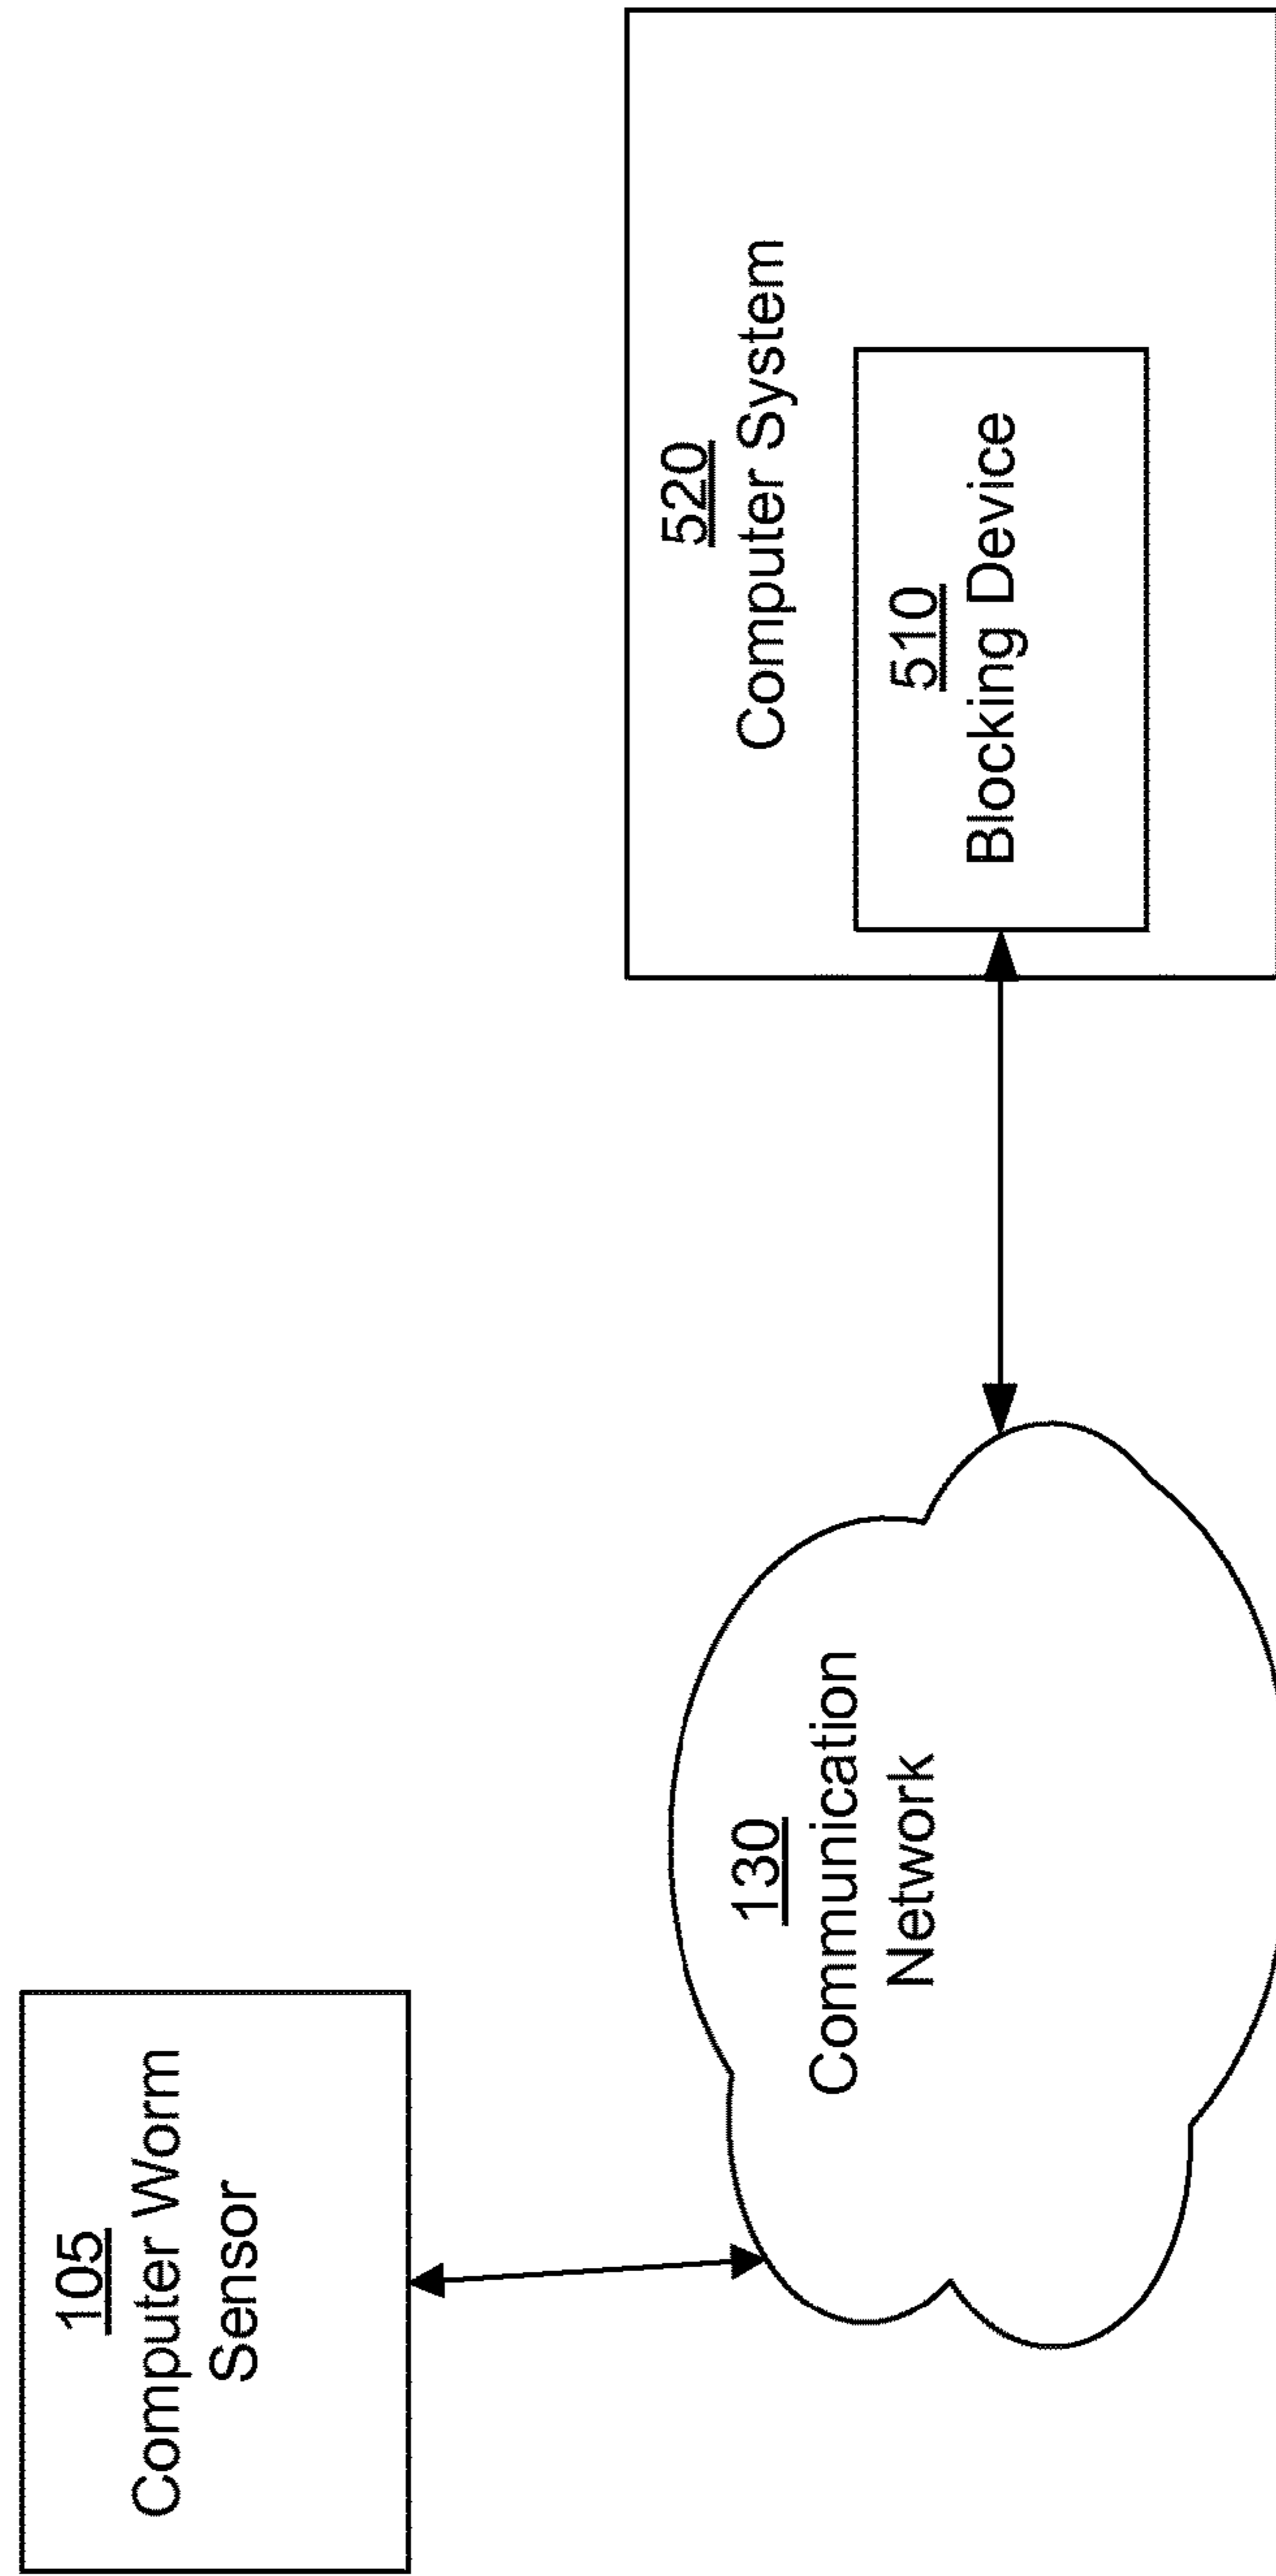 105
Computer Worm
Sensor
130
Communication
Network
520
Computer System
510
Blocking Device